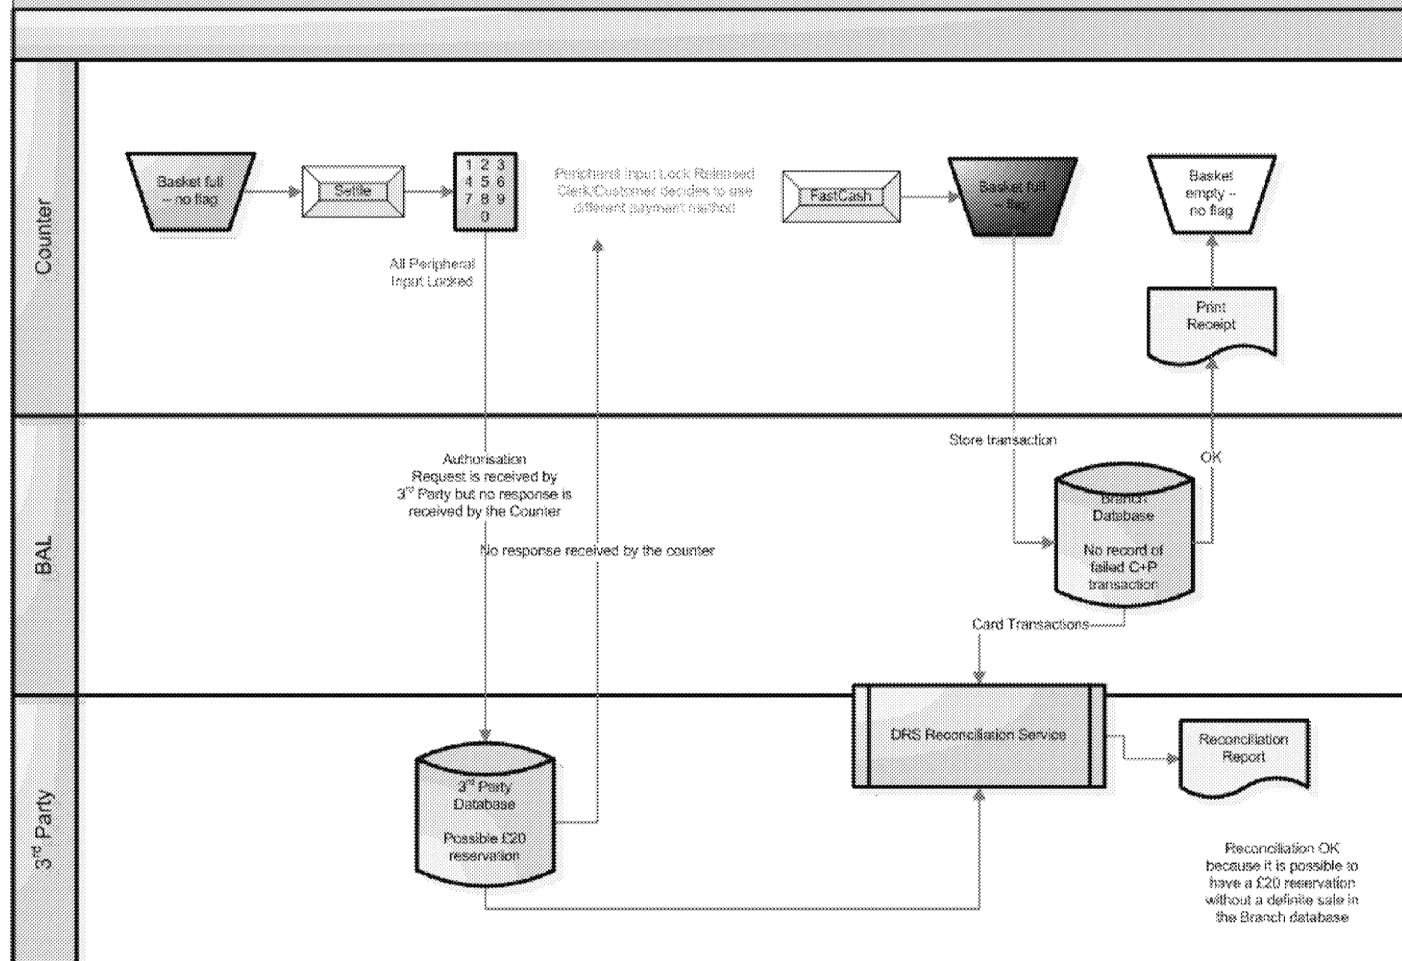 Counter
Basket full
– no flag
Settle
1 2 3
4 5 6
7 8 9
0
All Peripheral
Input Locked
Peripheral Input Lock Released
Clerk/Customer decides to use
different payment method
FastCash
Basket full
– flag
Basket
empty –
no flag
Print
Receipt
BAL
Authorisation
Request is received by
3rd Party but no response is
received by the Counter
No response received by the counter
Store transaction
OK
Branch
Database
No record of
failed C+P
transaction
Card Transactions
3rd Party
3rd Party
Database
Possible £20
reservation
DRS Reconciliation Service
Reconciliation
Report
Reconciliation OK
because it is possible to
have a £20 reservation
without a definite sale in
the Branch database